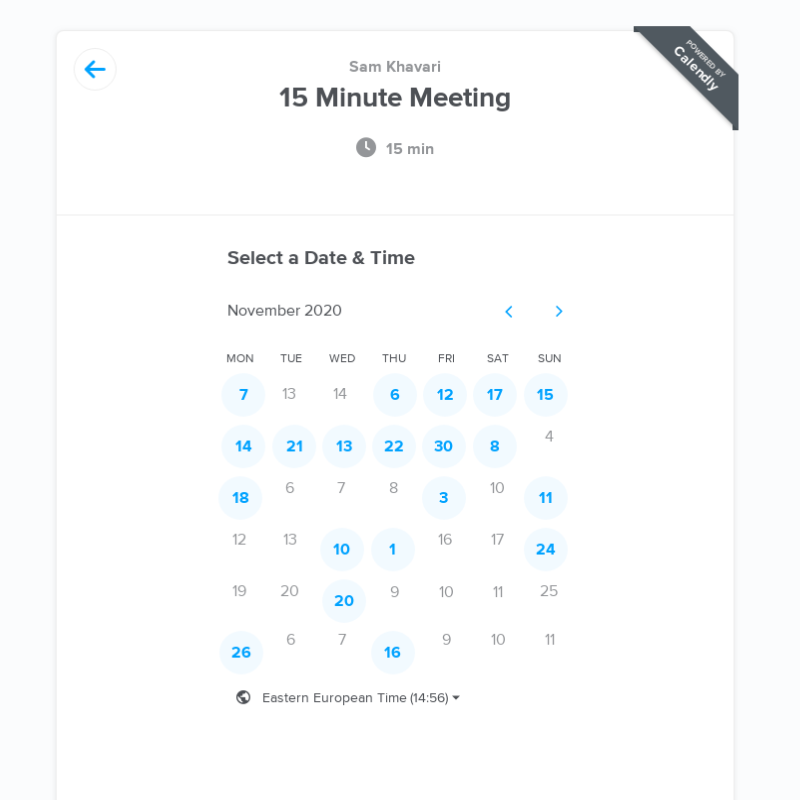 POWERED BY
Calendly
Sam Khavari
15 Minute Meeting
15 min
Select a Date & Time
November 2020
MON TUE WED THU FRI SAT SUN
7 13 14 6 12 17 15
14 21 13 22 30 8 4
18 6 7 8 3 10 11
12 13 10 1 16 17 24
19 20 20 9 10 11 25
26 6 7 16 9 10 11
Eastern European Time (14:56)